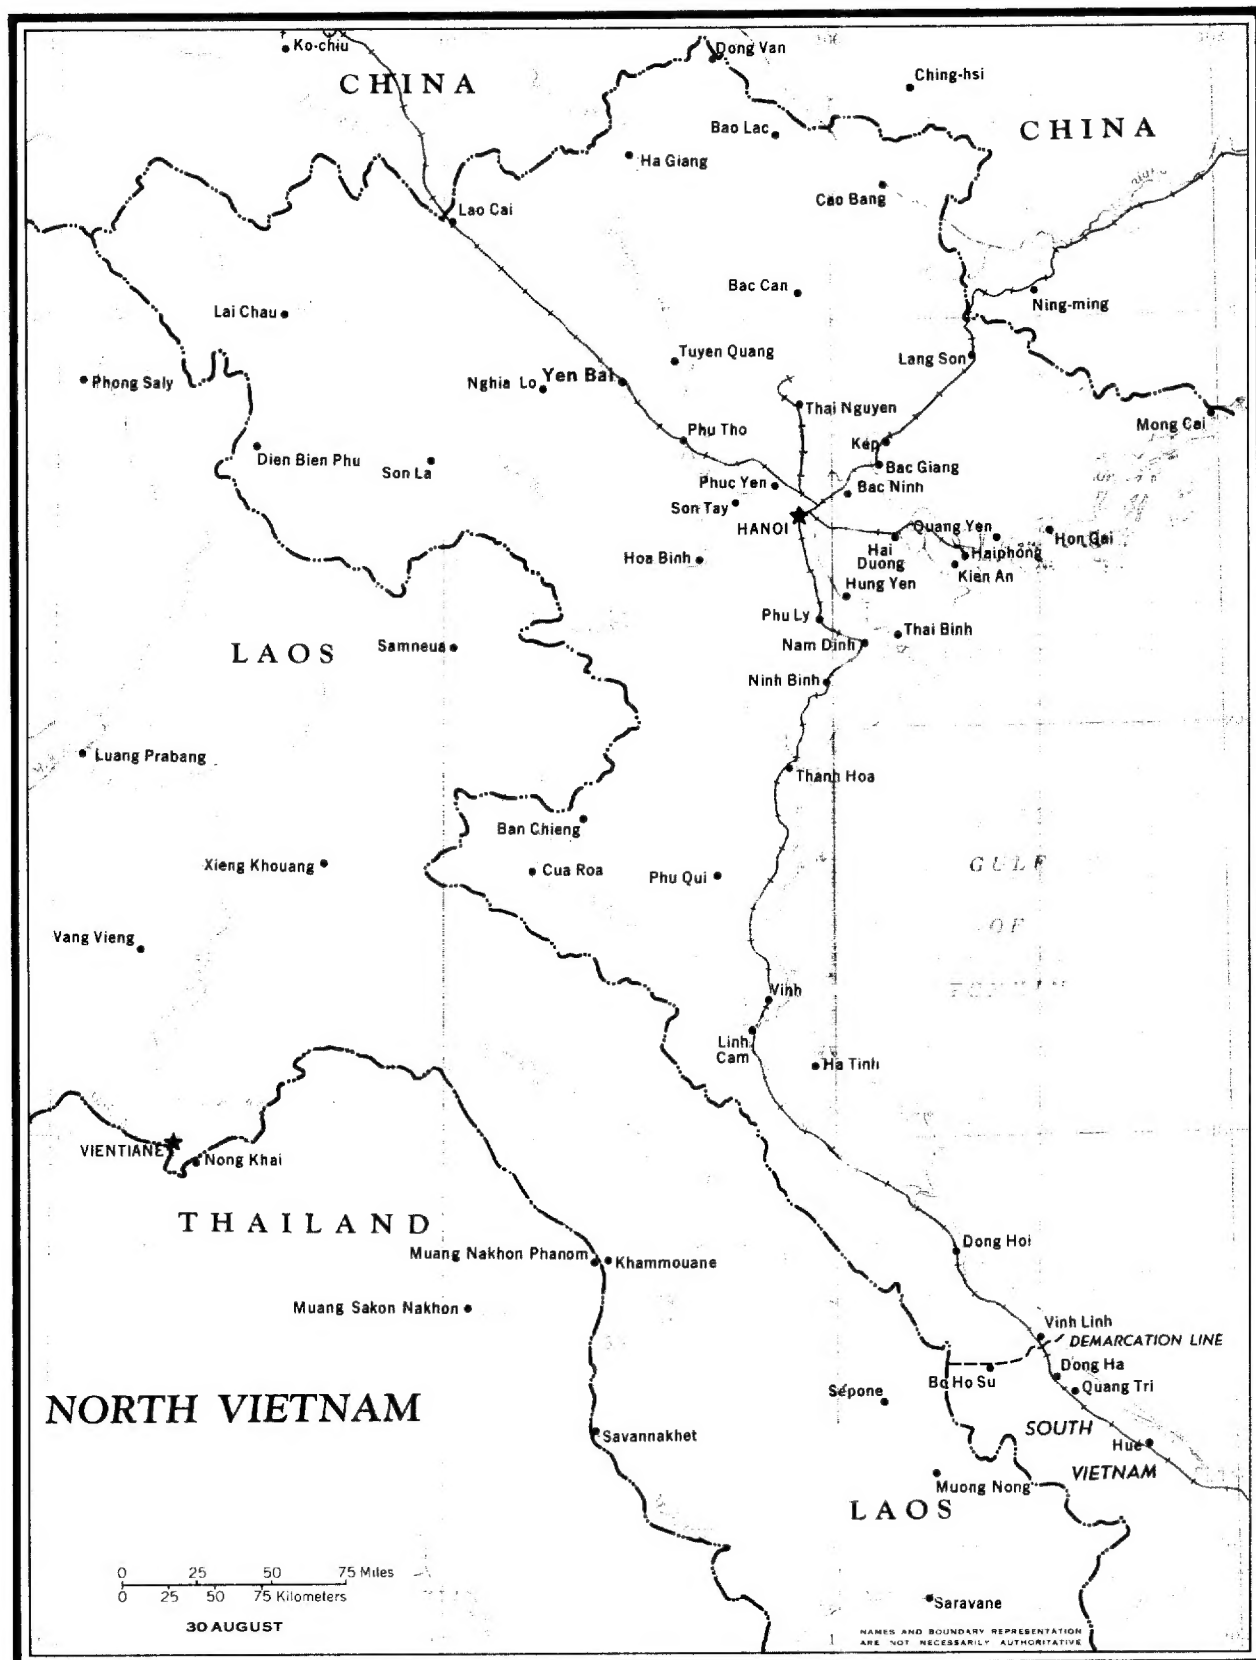 Ko-chiu
Dong Van
CHINA
Ching-hsi
Bao Lac
CHINA
Ha Giang
Cao Bang
Lao Cai
Bac Can
Ning-ming
Lai Chau
Tuyen Quang
Lang Son
Phong Saly
Nghia Lo
Yen Bai
Thai Nguyen
Mong Cai
Phu Tho
Kep
Dien Bien Phu
Son La
Bac Giang
Phuc Yen
Bac Ninh
Son Tay
HANOI
Quang Yen
Hon Gai
Hoa Binh
Hai
Duong
Haiphong
Kien An
Hung Yen
Phu Ly
Thai Binh
Nam Dinh
LAOS
Samneua
Ninh Binh
Luang Prabang
Thanh Hoa
Ban Chieng
Xieng Khouang
Cua Roa
Phu Qui
GULF
OF
TONKIN
Vang Vieng
Vinh
Linh
Cam
Ha Tinh
VIENTIANE
Nong Khai
THAILAND
Dong Hoi
Muang Nakhon Phanom
Khammouane
Muang Sakon Nakhon
Vinh Linh
DEMARCATION LINE
Dong Ha
Bo Ho Su
Quang Tri
Sepone
NORTH VIETNAM
Savannakhet
SOUTH
VIETNAM
Hué
Muong Nong
LAOS
0 25 50 75 Miles
0 25 50 75 Kilometers
30 AUGUST
Saravane
NAMES AND BOUNDARY REPRESENTATION
ARE NOT NECESSARILY AUTHORITATIVE